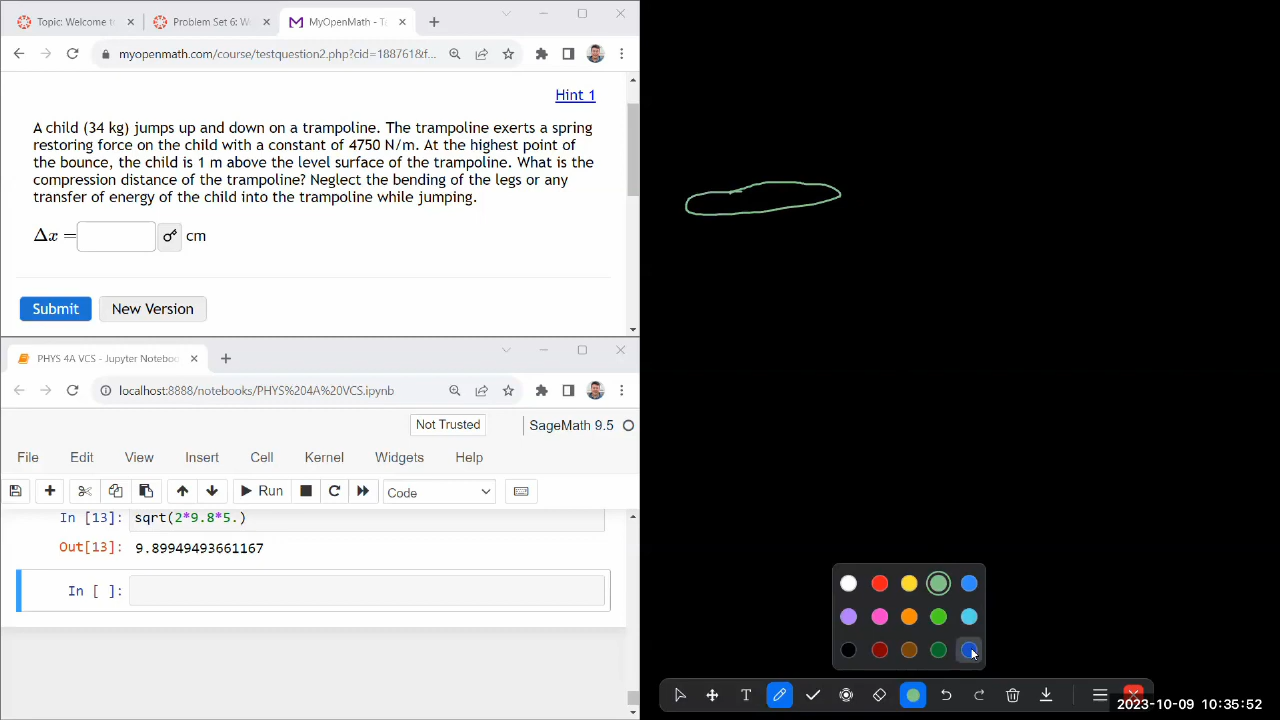 Topic: Welcome t
Problem Set 6: W
MyOpenMath - T
myopenmath.com/course/testquestion2.php?cid=188761&f...
Hint 1
A child (34 kg) jumps up and down on a trampoline. The trampoline exerts a spring
restoring force on the child with a constant of 4750 N/m. At the highest point of
the bounce, the child is 1 m above the level surface of the trampoline. What is the
compression distance of the trampoline? Neglect the bending of the legs or any
transfer of energy of the child into the trampoline while jumping.
Δx = cm
Submit
New Version
PHYS 4A VCS - Jupyter Noteboo
localhost:8888/notebooks/PHYS%204A%20VCS.ipynb
Not Trusted
SageMath 9.5
File Edit View Insert Cell Kernel Widgets Help
Run
Code
In [13]: sqrt(2*9.8*5.)
Out[13]: 9.89949493661167
In [ ]:
T
2023-10-09 10:35:52